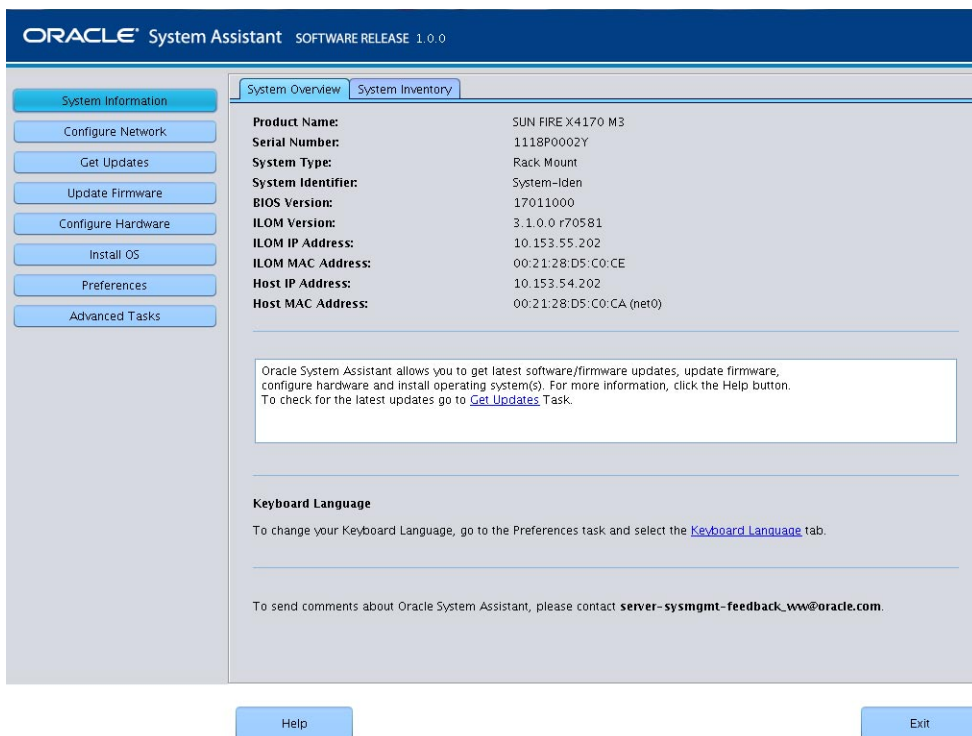 ORACLE System Assistant SOFTWARE RELEASE 1.0.0
System Information
Configure Network
Get Updates
Update Firmware
Configure Hardware
Install OS
Preferences
Advanced Tasks
System Overview System Inventory
Product Name: SUN FIRE X4170 M3
Serial Number: 1118P0002Y
System Type: Rack Mount
System Identifier: System-Iden
BIOS Version: 17011000
ILOM Version: 3.1.0.0 r70581
ILOM IP Address: 10.153.55.202
ILOM MAC Address: 00:21:28:D5:C0:CE
Host IP Address: 10.153.54.202
Host MAC Address: 00:21:28:D5:C0:CA (net0)
Oracle System Assistant allows you to get latest software/firmware updates, update firmware,
configure hardware and install operating system(s). For more information, click the Help button.
To check for the latest updates go to Get Updates Task.
Keyboard Language
To change your Keyboard Language, go to the Preferences task and select the Keyboard Language tab.
To send comments about Oracle System Assistant, please contact server-sysmgmt-feedback_ww@oracle.com.
Help
Exit